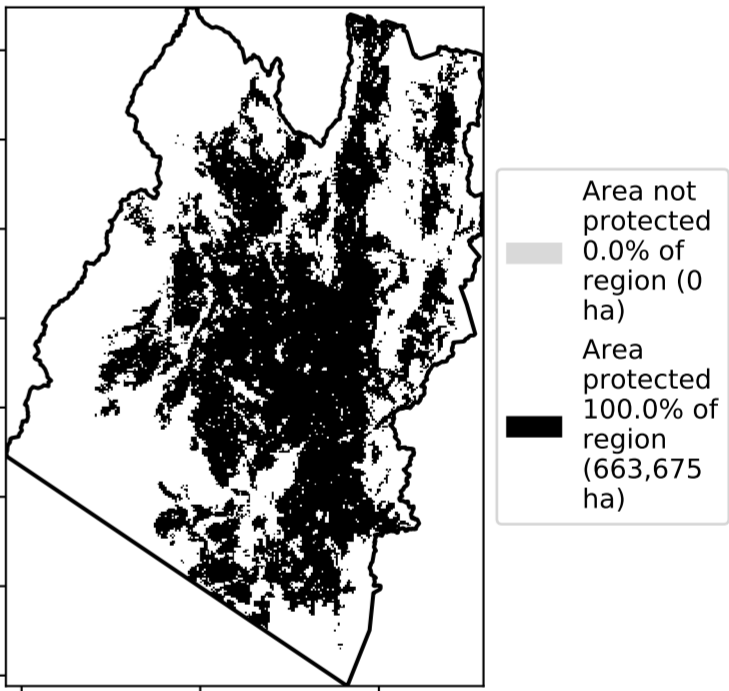 Area not
protected
0.0% of
region (0
ha)
Area
protected
100.0% of
region
(663,675
ha)